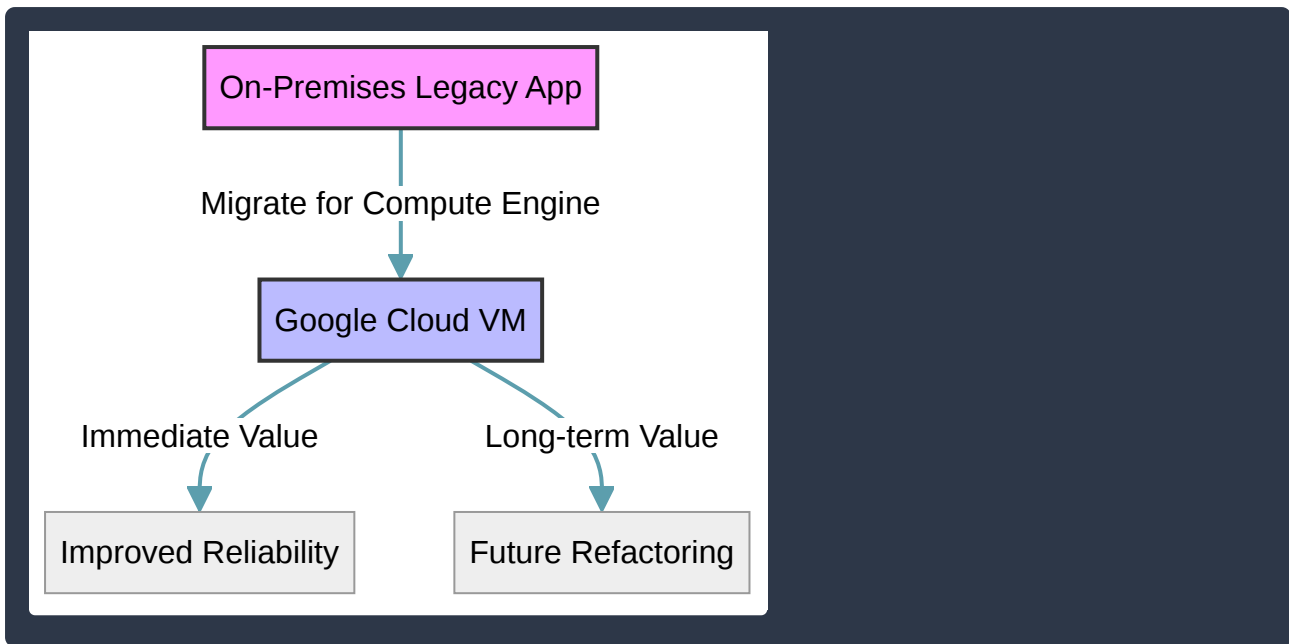 On-Premises Legacy App
Migrate for Compute Engine
Google Cloud VM
Immediate Value
Long-term Value
Improved Reliability
Future Refactoring